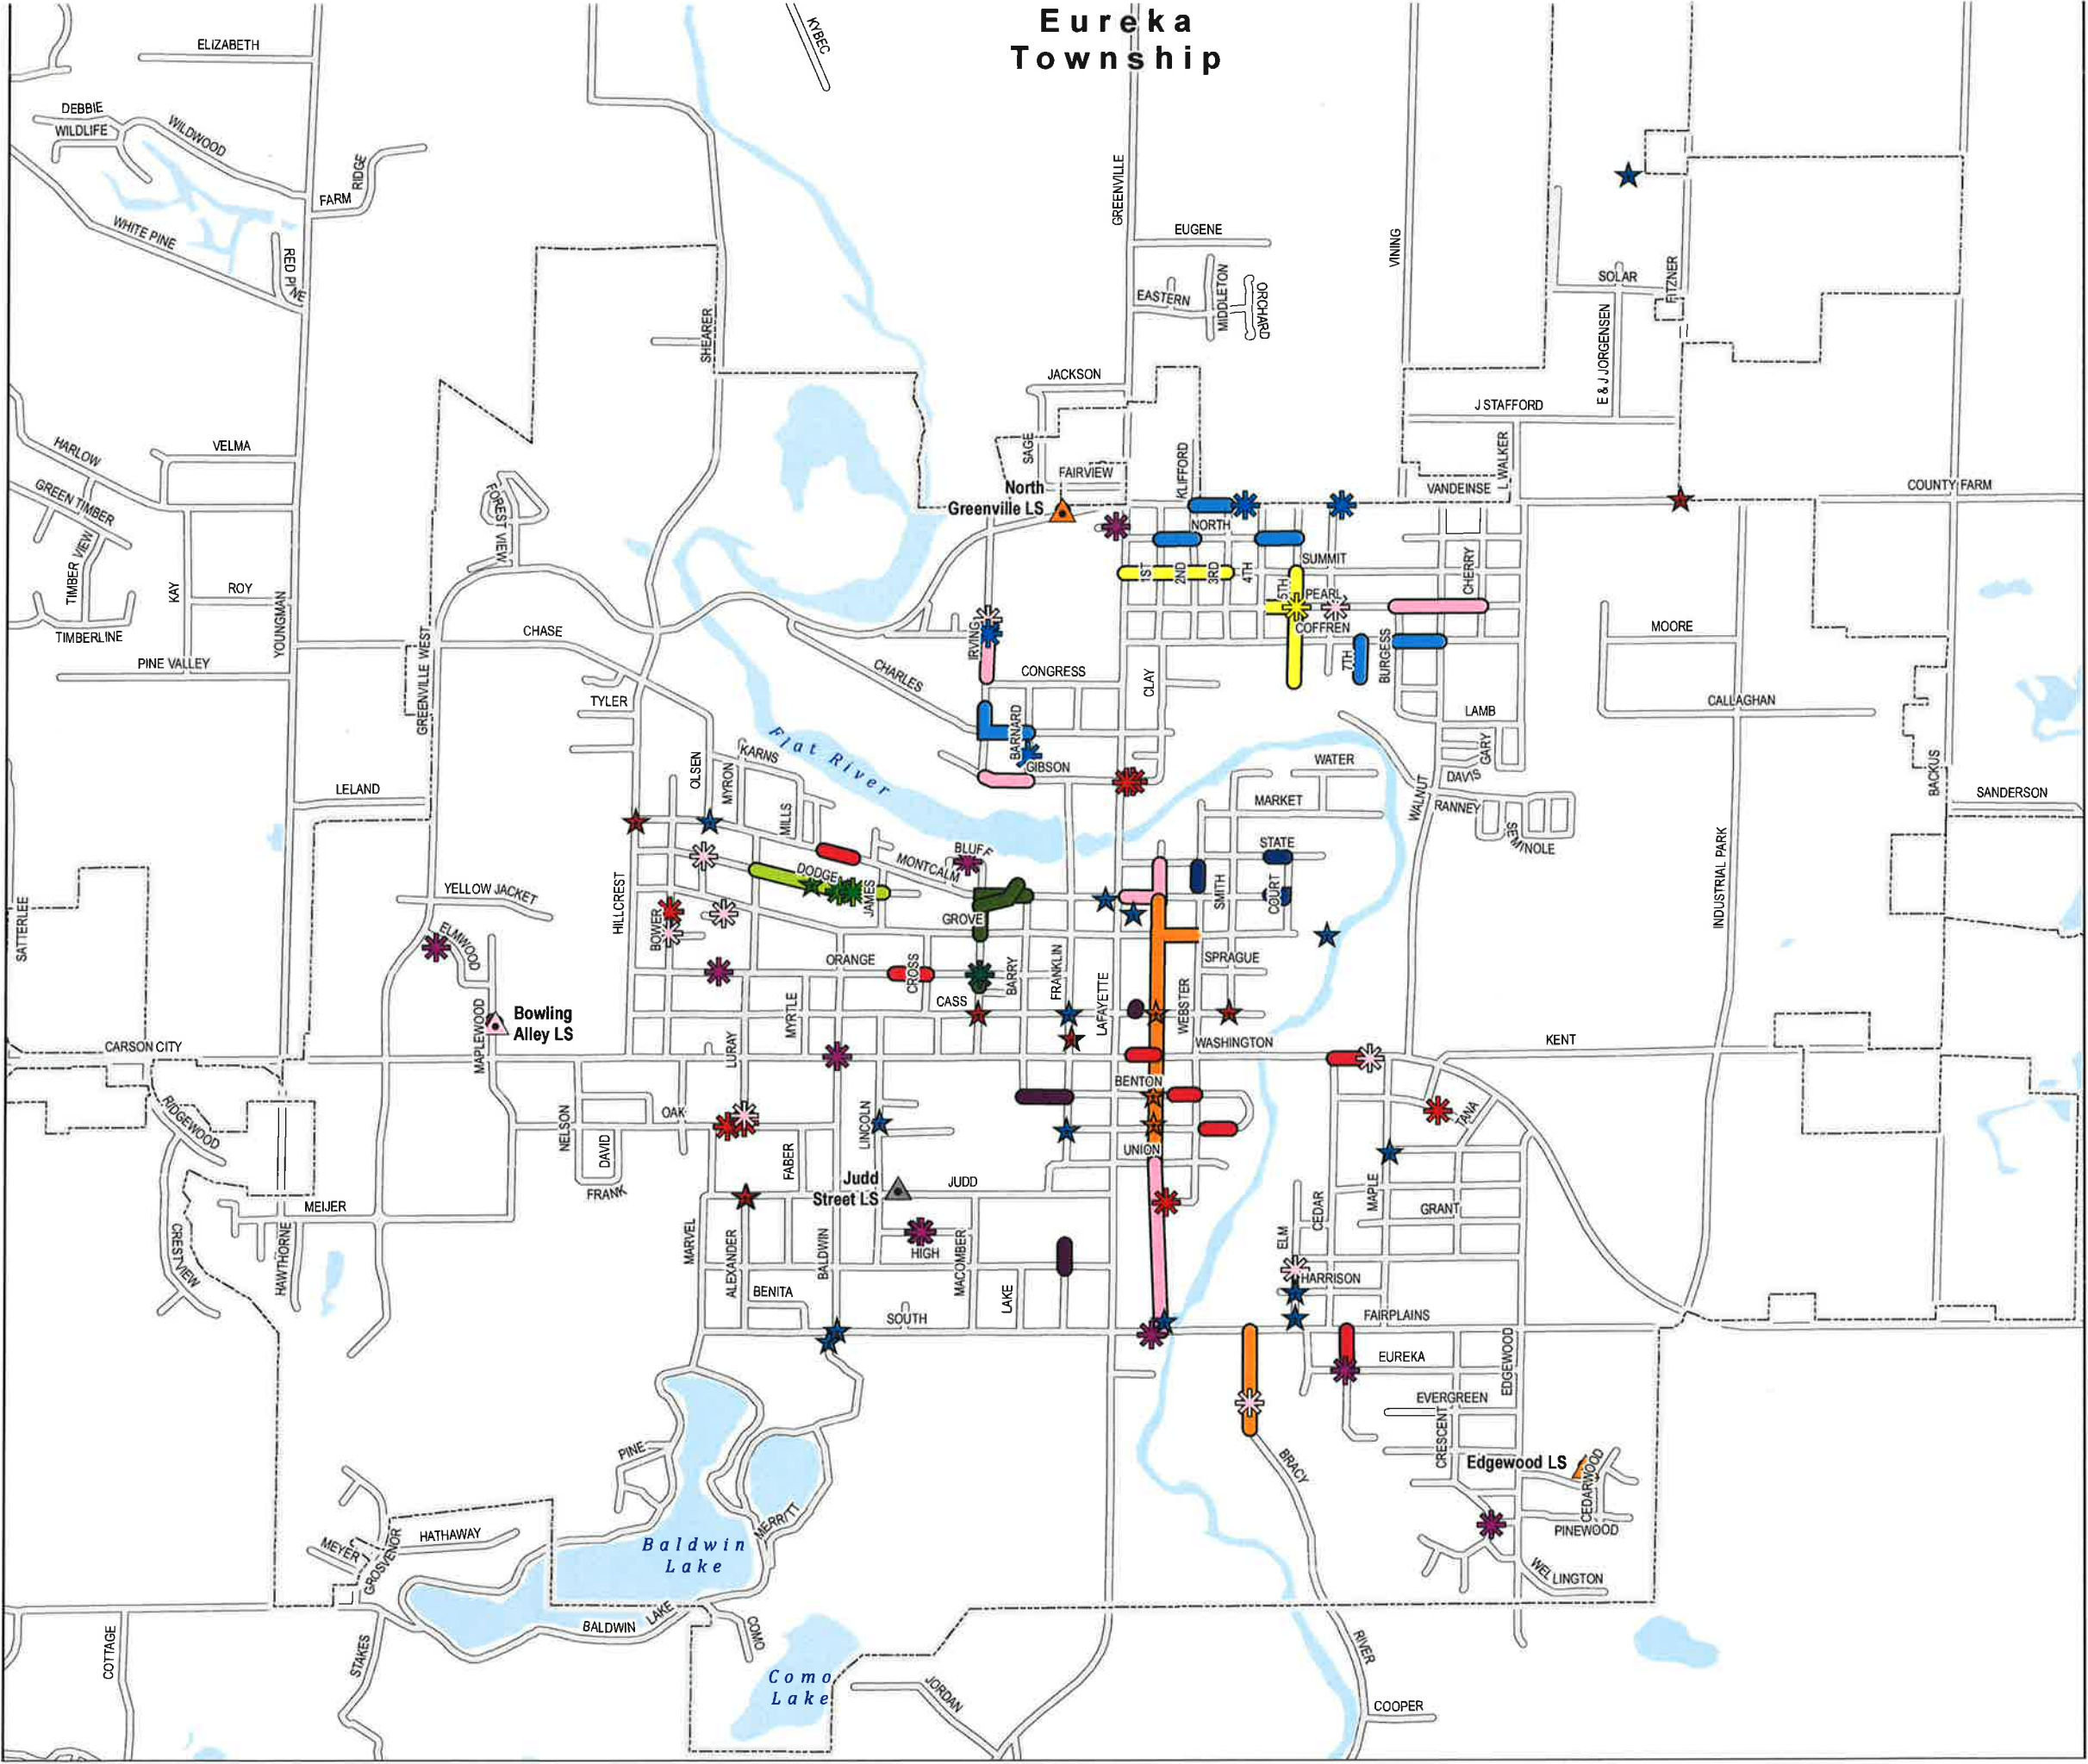 Eureka
Township
KYBEC
ELIZABETH
DEBBIE
WILDLIFE
WILDWOOD
RIDGE
FARM
WHITE PINE
RED PINE
GREENVILLE
EUGENE
EASTERN
MIDDLETON
ORCHARD
VINING
SOLAR
FITZNER
E & J JORGENSEN
SHEARER
JACKSON
SAGE
J STAFFORD
L WALKER
HARLOW
VELMA
GREEN TIMBER
FOREST VIEW
FAIRVIEW
KLIFFORD
VANDEINSE
COUNTY FARM
North
Greenville LS
NORTH
SUMMIT
TIMBER VIEW
KAY
ROY
YOUNGMAN
1ST
2ND
3RD
4TH
5TH
PEARL
CHERRY
TIMBERLINE
CHASE
COFFREN
MOORE
PINE VALLEY
GREENVILLE WEST
IRVING
CHARLES
CONGRESS
CLAY
7TH
BURGESS
TYLER
CALLAGHAN
LAMB
BARNARD
GARY
Flat River
KARNS
OLSEN
MYRON
GIBSON
WATER
DAVIS
BACKUS
LELAND
MILLS
MARKET
WALNUT
RANNEY
SEMINOLE
SANDERSON
INDUSTRIAL PARK
BLUFF
STATE
MONTCALM
DODGE
JAMES
SMITH
COURT
YELLOW JACKET
HILLCREST
BOWER
GROVE
SATTERLEE
ELMWOOD
ORANGE
CROSS
BARRY
FRANKLIN
LAFAYETTE
WEBSTER
SPRAGUE
CASS
MYRTLE
MAPLEWOOD
Bowling
Alley LS
CARSON CITY
LURAY
WASHINGTON
KENT
BENTON
RIDGEWOOD
NELSON
OAK
LINCOLN
TANA
DAVID
FABER
UNION
FRANK
Judd
Street LS
JUDD
MEIJER
CEDAR
MAPLE
GRANT
CRESTVIEW
HAWTHORNE
MARVEL
ALEXANDER
BALDWIN
HIGH
MACOMBER
ELM
HARRISON
BENITA
LAKE
SOUTH
FAIRPLAINS
EUREKA
EDGEWOOD
EVERGREEN
CRESCENT
PINE
BRACY
Edgewood LS
CEDARWOOD
MERRITT
PINEWOOD
HATHAWAY
MEYER
GROSVENOR
Baldwin
Lake
WELLINGTON
BALDWIN LAKE
COMO
COTTAGE
STAKES
Como
Lake
JORDAN
RIVER
COOPER